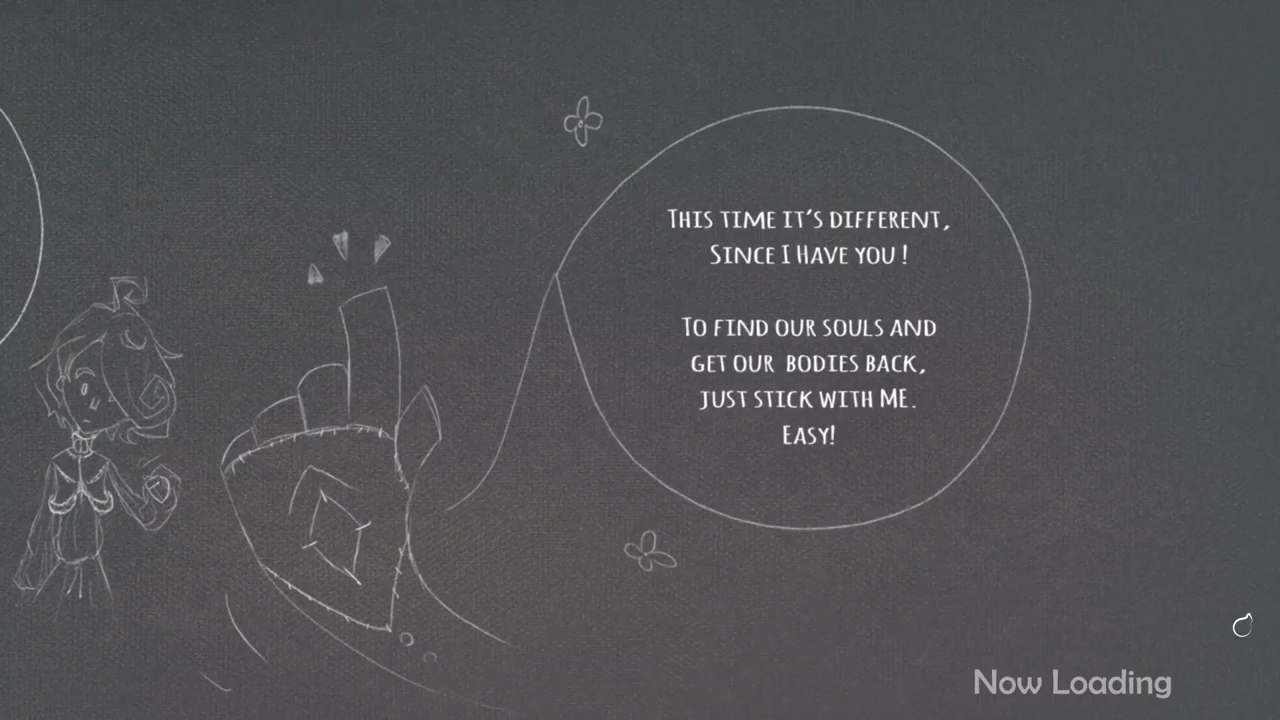 THIS TIME IT'S DIFFERENT,
SINCE I HAVE YOU !
TO FIND OUR SOULS AND
GET OUR BODIES BACK,
JUST STICK WITH ME.
EASY!
Now Loading